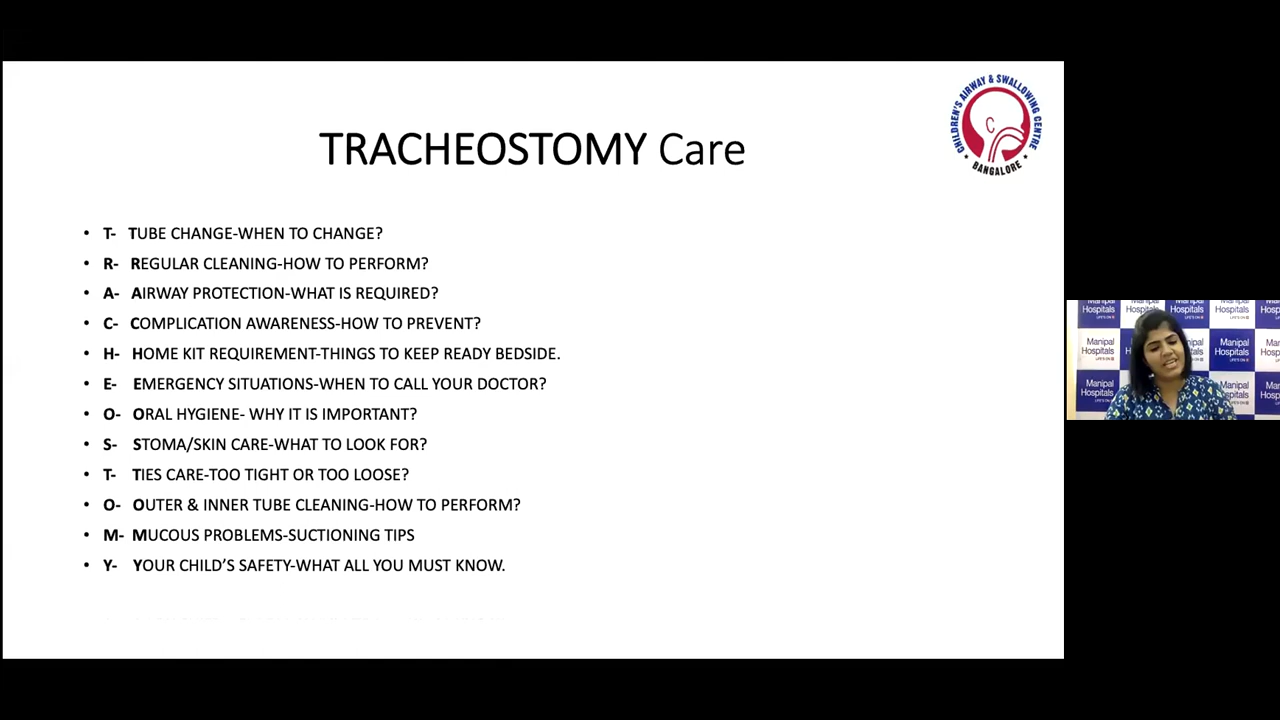 TRACHEOSTOMY Care
CHILDREN'S AIRWAY & SWALLOWING CENTRE
BANGALORE
• T- TUBE CHANGE-WHEN TO CHANGE?
• R- REGULAR CLEANING-HOW TO PERFORM?
• A- AIRWAY PROTECTION-WHAT IS REQUIRED?
• C- COMPLICATION AWARENESS-HOW TO PREVENT?
• H- HOME KIT REQUIREMENT-THINGS TO KEEP READY BEDSIDE.
• E- EMERGENCY SITUATIONS-WHEN TO CALL YOUR DOCTOR?
• O- ORAL HYGIENE- WHY IT IS IMPORTANT?
• S- STOMA/SKIN CARE-WHAT TO LOOK FOR?
• T- TIES CARE-TOO TIGHT OR TOO LOOSE?
• O- OUTER & INNER TUBE CLEANING-HOW TO PERFORM?
• M- MUCOUS PROBLEMS-SUCTIONING TIPS
• Y- YOUR CHILD'S SAFETY-WHAT ALL YOU MUST KNOW.
Manipal
Hospitals
LIFE'S ON